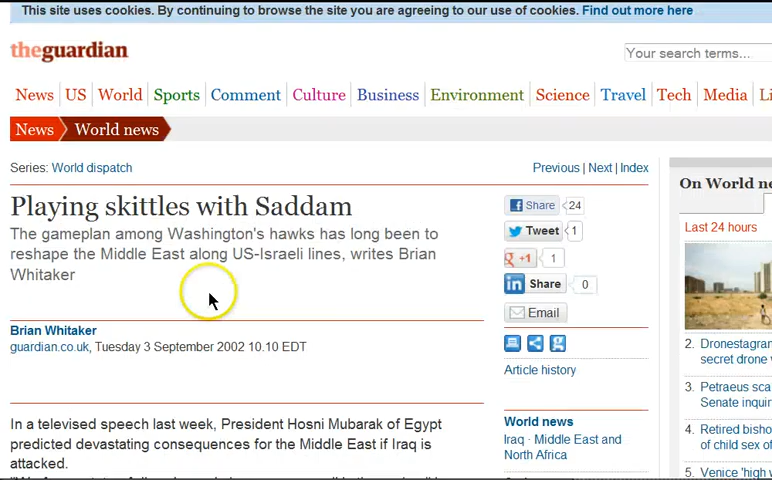 This site uses cookies. By continuing to browse the site you are agreeing to our use of cookies. Find out more here
theguardian
Your search terms...
News US World Sports Comment Culture Business Environment Science Travel Tech Media Li
News World news
Series: World dispatch
Previous | Next | Index
Playing skittles with Saddam
The gameplan among Washington's hawks has long been to
reshape the Middle East along US-Israeli lines, writes Brian
Whitaker
Brian Whitaker
guardian.co.uk, Tuesday 3 September 2002 10.10 EDT
In a televised speech last week, President Hosni Mubarak of Egypt
predicted devastating consequences for the Middle East if Iraq is
attacked.
Share 24
Tweet 1
+1 1
Share 0
Email
Article history
World news
Iraq · Middle East and
North Africa
On World ne
Last 24 hours
2. Dronestagram
secret drone
3. Petraeus sca
Senate inquir
4. Retired bisho
of child sex of
5. Venice 'high w